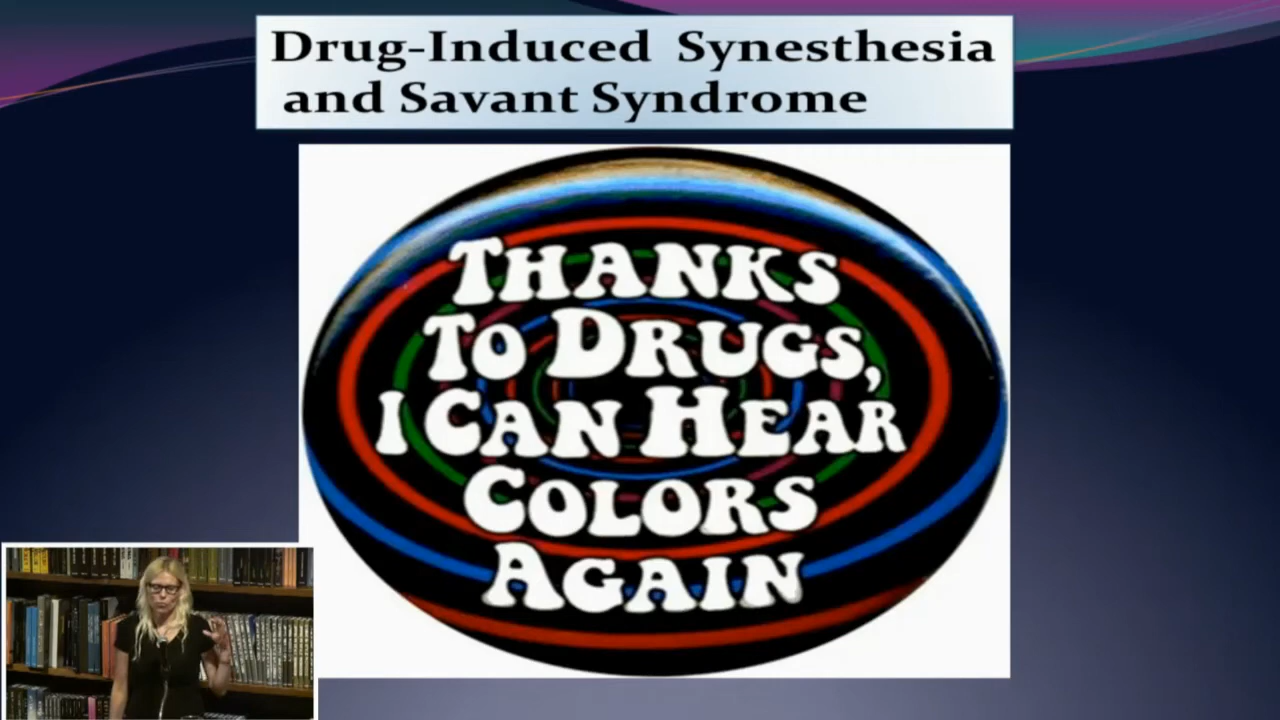 Drug-Induced Synesthesia
and Savant Syndrome
THANKS
TO DRUGS,
I CAN HEAR
COLORS
AGAIN